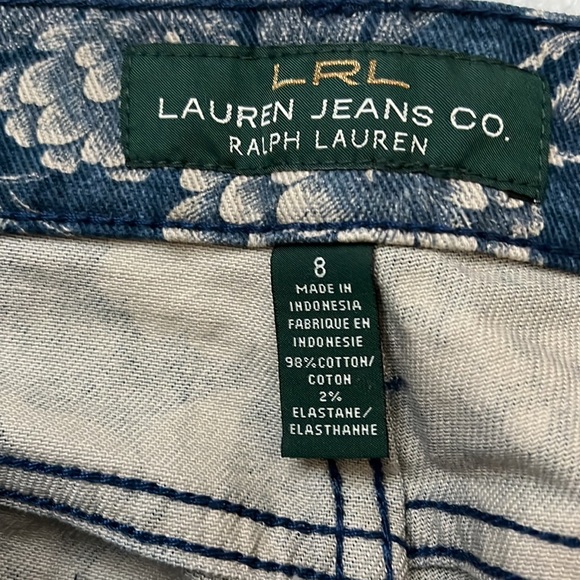 LRL
LAUREN JEANS CO.
RALPH LAUREN
8
MADE IN
INDONESIA
FABRIQUE EN
INDONESIE
98%COTTON/
COTON
2%
ELASTANE/
ELASTHANNE